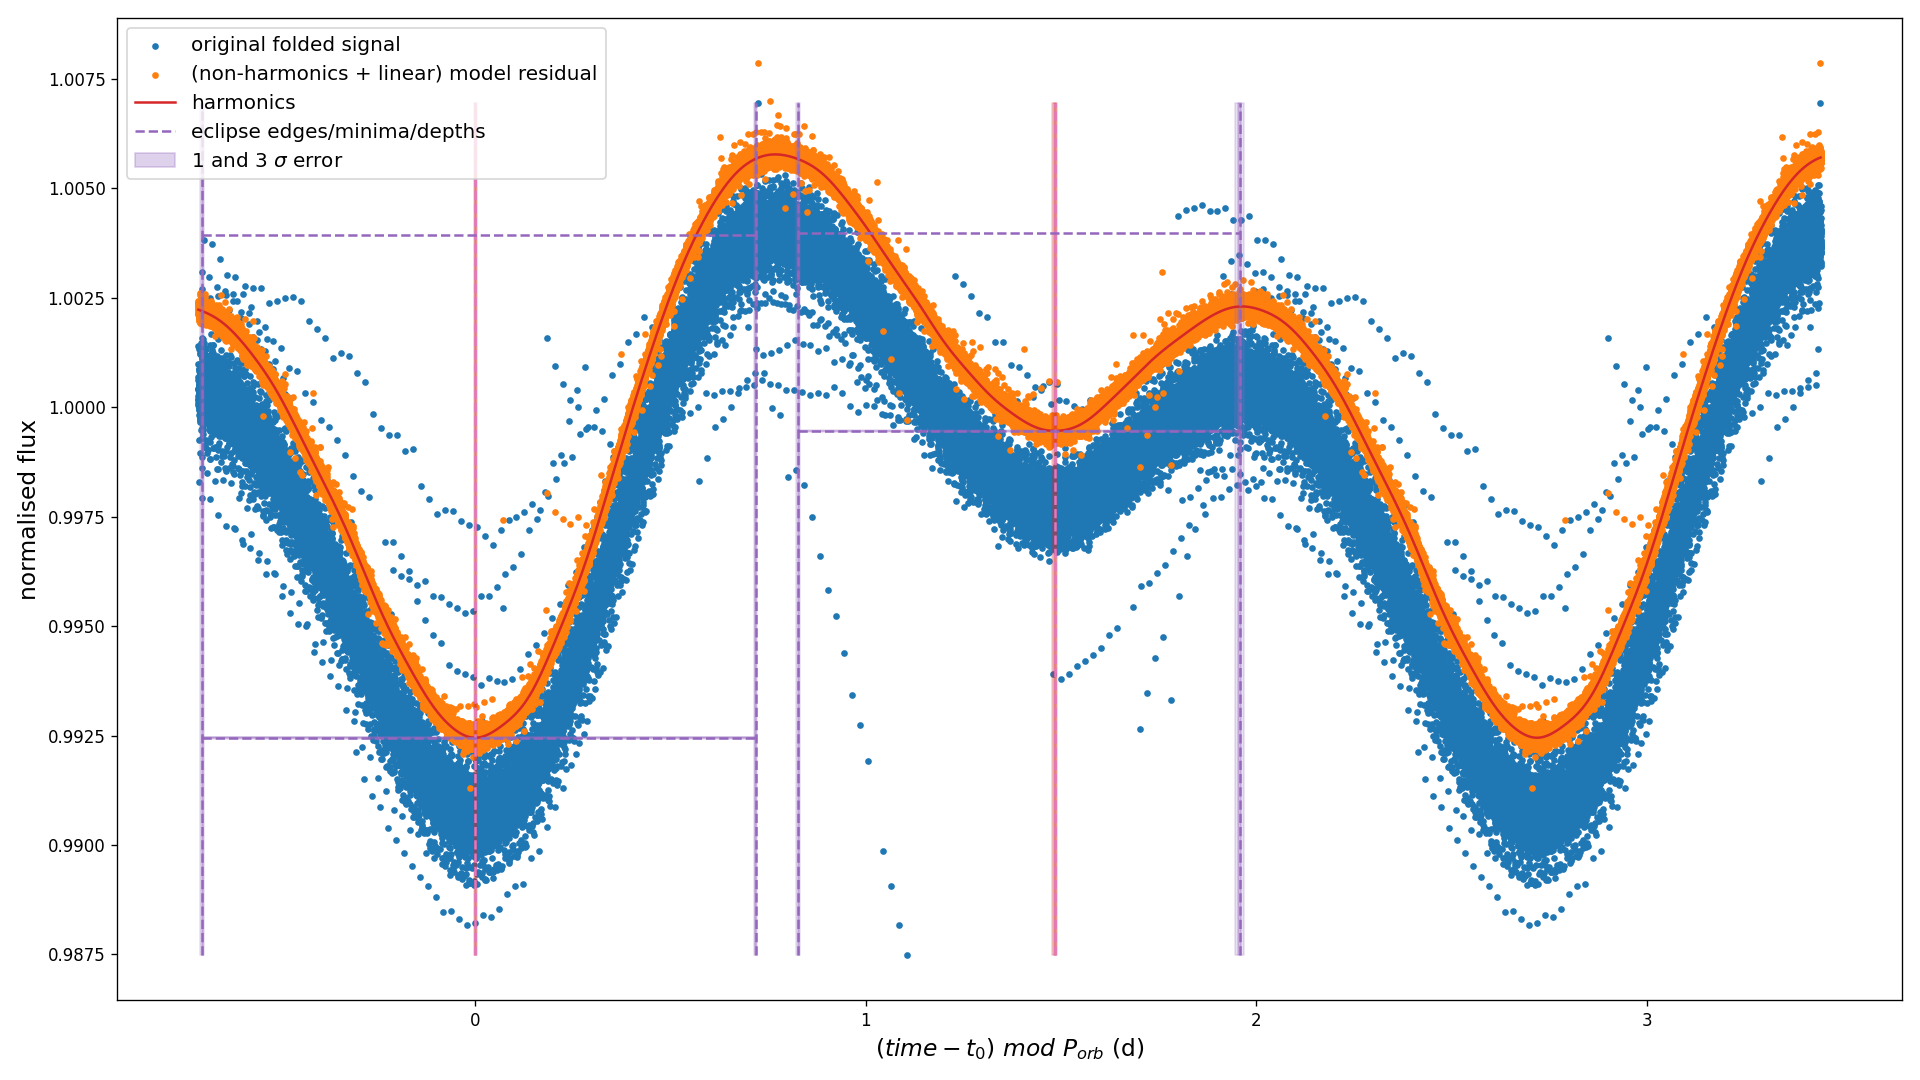 original folded signal
(non-harmonics + linear) model residual
harmonics
eclipse edges/minima/depths
1 and 3 σ error
1.0075
1.0050
1.0025
1.0000
0.9975
0.9950
0.9925
0.9900
0.9875
normalised flux
0 1 2 3
(time − t₀) mod P_orb (d)